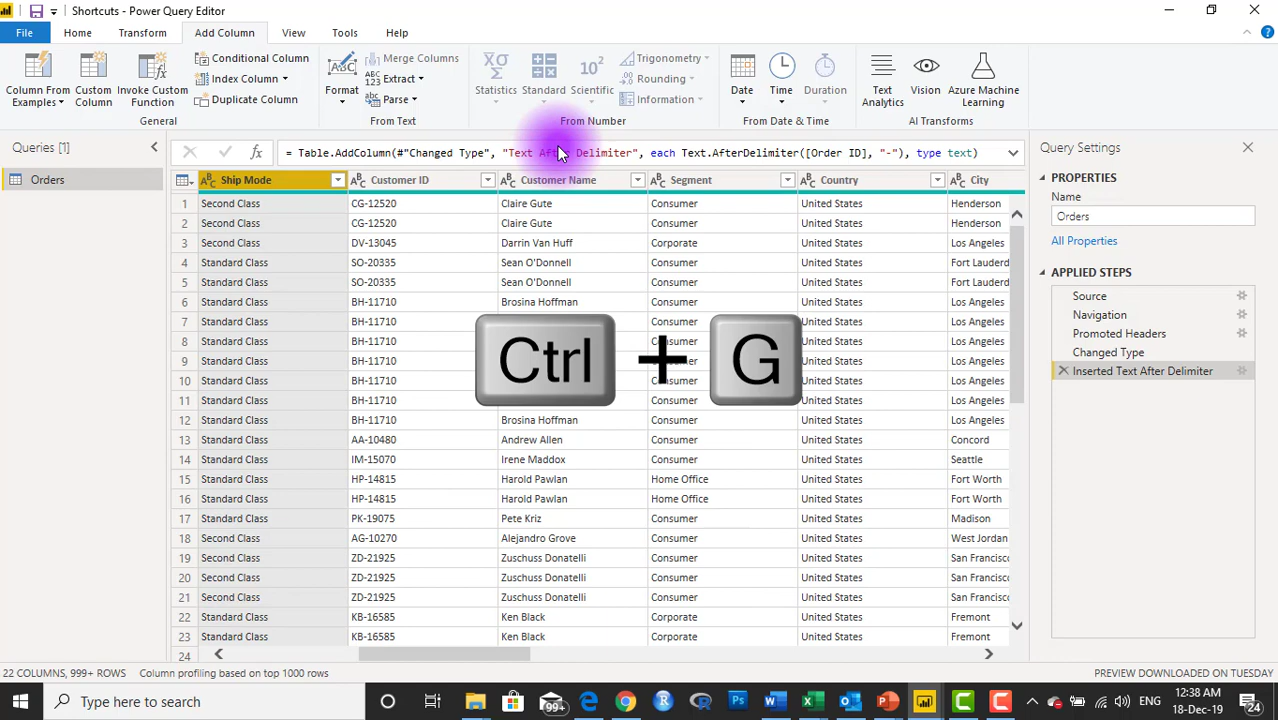 Shortcuts - Power Query Editor
File Home Transform Add Column View Tools Help
Column From Examples
Custom Column
Invoke Custom Function
Conditional Column
Index Column
Duplicate Column
General
Format
Merge Columns
Extract
Parse
From Text
Statistics
Standard
Scientific
Trigonometry
Rounding
Information
From Number
Date
Time
Duration
From Date & Time
Text Analytics
Vision
Azure Machine Learning
AI Transforms
Queries [1]
Orders
= Table.AddColumn(#"Changed Type", "Text After Delimiter", each Text.AfterDelimiter([Order ID], "-"), type text)
Ship Mode Customer ID Customer Name Segment Country City
1 Second Class CG-12520 Claire Gute Consumer United States Henderson
2 Second Class CG-12520 Claire Gute Consumer United States Henderson
3 Second Class DV-13045 Darrin Van Huff Corporate United States Los Angeles
4 Standard Class SO-20335 Sean O'Donnell Consumer United States Fort Lauderd
5 Standard Class SO-20335 Sean O'Donnell Consumer United States Fort Lauderd
6 Standard Class BH-11710 Brosina Hoffman Consumer United States Los Angeles
7 Standard Class BH-11710 Consumer United States Los Angeles
8 Standard Class BH-11710 Consumer United States Los Angeles
9 Standard Class BH-11710 Consumer United States Los Angeles
10 Standard Class BH-11710 Consumer United States Los Angeles
11 Standard Class BH-11710 Consumer United States Los Angeles
12 Standard Class BH-11710 Brosina Hoffman Consumer United States Los Angeles
13 Standard Class AA-10480 Andrew Allen Consumer United States Concord
14 Standard Class IM-15070 Irene Maddox Consumer United States Seattle
15 Standard Class HP-14815 Harold Pawlan Home Office United States Fort Worth
16 Standard Class HP-14815 Harold Pawlan Home Office United States Fort Worth
17 Standard Class PK-19075 Pete Kriz Consumer United States Madison
18 Second Class AG-10270 Alejandro Grove Consumer United States West Jordan
19 Second Class ZD-21925 Zuschuss Donatelli Consumer United States San Francisc
20 Second Class ZD-21925 Zuschuss Donatelli Consumer United States San Francisc
21 Second Class ZD-21925 Zuschuss Donatelli Consumer United States San Francisc
22 Standard Class KB-16585 Ken Black Corporate United States Fremont
23 Standard Class KB-16585 Ken Black Corporate United States Fremont
24
Ctrl + G
Query Settings
PROPERTIES
Name
Orders
All Properties
APPLIED STEPS
Source
Navigation
Promoted Headers
Changed Type
Inserted Text After Delimiter
22 COLUMNS, 999+ ROWS Column profiling based on top 1000 rows PREVIEW DOWNLOADED ON TUESDAY
Type here to search
99+
ENG
12:38 AM
18-Dec-19
24